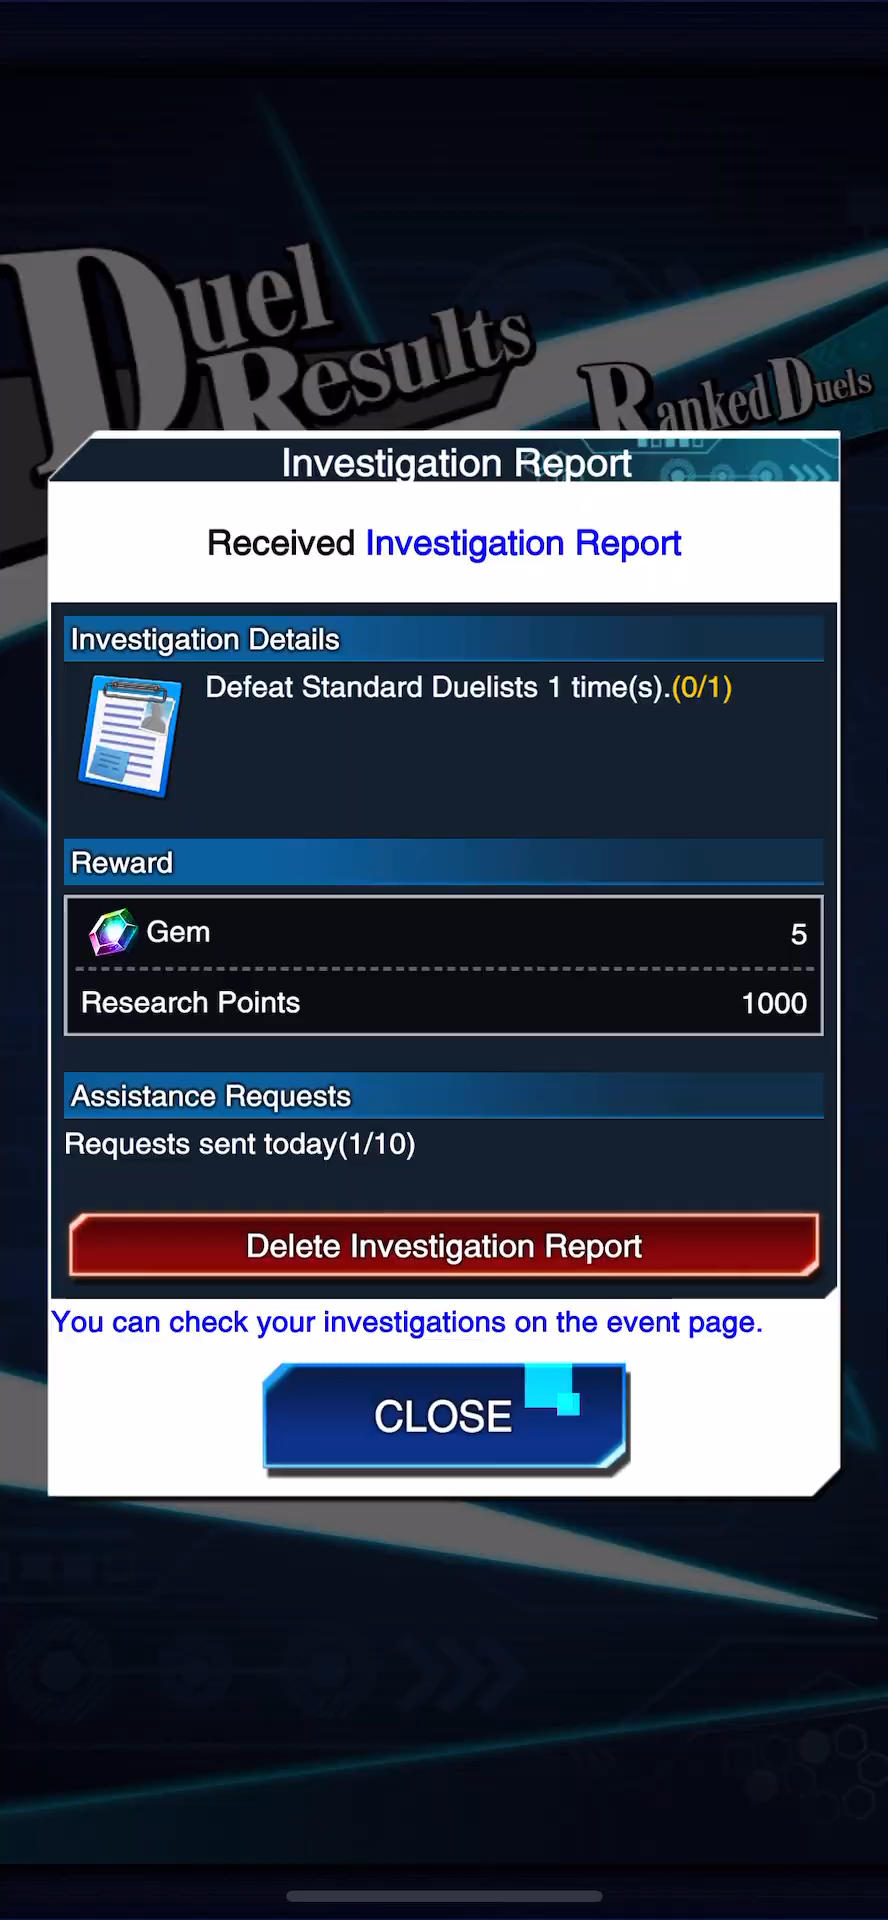 Duel
Results
Ranked Duels
Investigation Report
Received Investigation Report
Investigation Details
Defeat Standard Duelists 1 time(s).(0/1)
Reward
Gem 5
Research Points 1000
Assistance Requests
Requests sent today(1/10)
Delete Investigation Report
You can check your investigations on the event page.
CLOSE